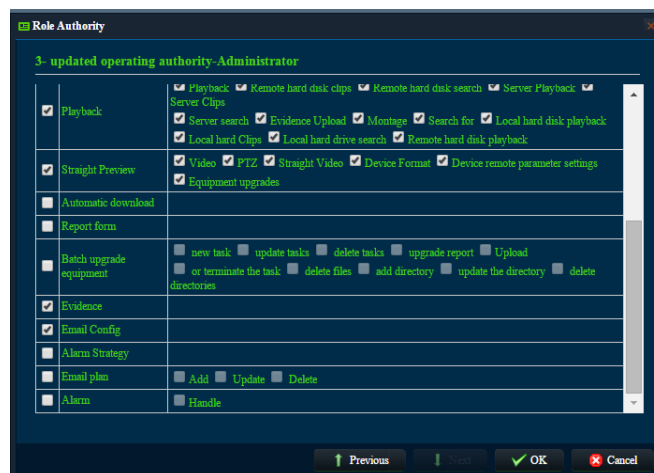 Role Authority
3- updated operating authority-Administrator
Playback
Playback Remote hard disk clips Remote hard disk search Server Playback
Server Clips
Server search Evidence Upload Montage Search for Local hard disk playback
Local hard Clips Local hard drive search Remote hard disk playback
Straight Preview
Video PTZ Straight Video Device Format Device remote parameter settings
Equipment upgrades
Automatic download
Report form
Batch upgrade
equipment
new task update tasks delete tasks upgrade report Upload
or terminate the task delete files add directory update the directory delete
directories
Evidence
Email Config
Alarm Strategy
Email plan
Add Update Delete
Alarm
Handle
Previous Next OK Cancel